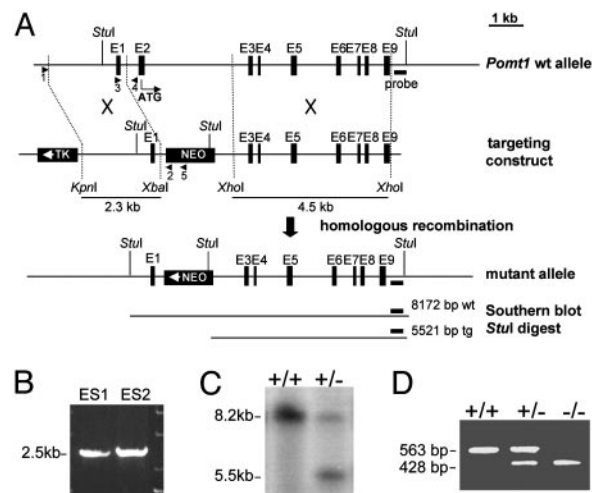 A
1 kb
StuI
E1 E2 E3E4 E5 E6E7E8 E9 StuI
Pomt1 wt allele
1 3 4 ATG probe
X X
StuI E1 StuI E3E4 E5 E6E7E8 E9
TK NEO
targeting construct
2 5
KpnI XbaI XhoI XhoI
2.3 kb 4.5 kb
homologous recombination
StuI StuI StuI
E1 E3E4 E5 E6E7E8 E9
NEO
mutant allele
8172 bp wt
Southern blot
StuI digest
5521 bp tg
B
ES1 ES2
2.5kb-
C
+/+ +/-
8.2kb-
5.5kb-
D
+/+ +/- -/-
563 bp-
428 bp-